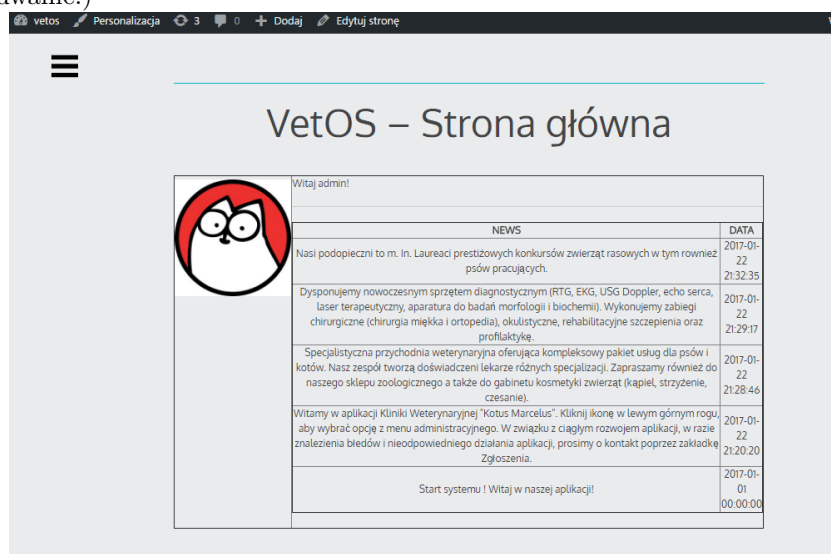 vetos Personalizacja 3 0 Dodaj Edytuj stronę
VetOS – Strona główna
Witaj admin!
NEWS DATA
Nasi podopieczni to m. In. Laureaci prestiżowych konkursów zwierząt rasowych w tym rownież
psów pracujących.
2017-01-
22
21:32:35
Dysponujemy nowoczesnym sprzętem diagnostycznym (RTG, EKG, USG Doppler, echo serca,
laser terapeutyczny, aparatura do badań morfologii i biochemii). Wykonujemy zabiegi
chirurgiczne (chirurgia miękka i ortopedia), okulistyczne, rehabilitacyjne szczepienia oraz
profilaktykę.
2017-01-
22
21:29:17
Specjalistyczna przychodnia weterynaryjna oferująca kompleksowy pakiet usług dla psów i
kotów. Nasz zespół tworzą doświadczeni lekarze różnych specjalizacji. Zapraszamy również do
naszego sklepu zoologicznego a także do gabinetu kosmetyki zwierząt (kąpiel, strzyżenie,
czesanie).
2017-01-
22
21:28:46
Witamy w aplikacji Kliniki Weterynaryjnej "Kotus Marcelus". Kliknij ikonę w lewym górnym rogu,
aby wybrać opcję z menu administracyjnego. W związku z ciągłym rozwojem aplikacji, w razie
znalezienia błedów i nieodpowiedniego działania aplikacji, prosimy o kontakt poprzez zakładkę
Zgłoszenia.
2017-01-
22
21:20:20
Start systemu ! Witaj w naszej aplikacji!
2017-01-
01
00:00:00